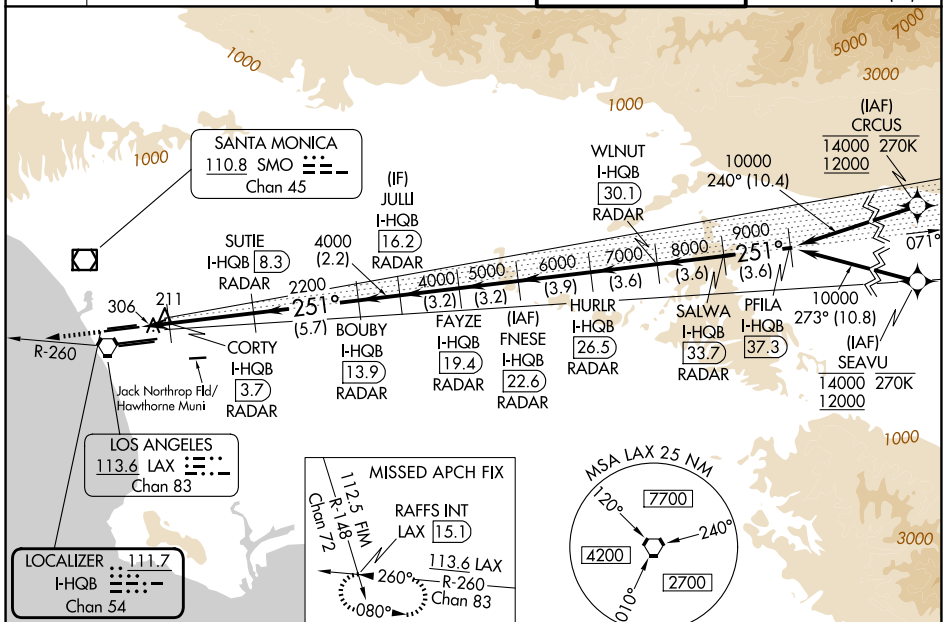 1000
5000
7000
3000
1000
1000
SANTA MONICA
110.8 SMO
Chan 45
(IAF)
CRCUS
14000 270K
12000
10000
240° (10.4)
WLNUT
I-HQB
30.1
RADAR
(IF)
JULLI
I-HQB
16.2
RADAR
SUTIE
I-HQB 8.3
RADAR
4000
(2.2)
071°
306
211
2200
251°
(5.7)
4000
(3.2)
5000
(3.2)
6000
(3.9)
7000
(3.6)
8000
(3.6)
9000
251°
(3.6)
10000
273° (10.8)
R-260
CORTY
I-HQB
3.7
RADAR
BOUBY
I-HQB
13.9
RADAR
FAYZE
I-HQB
19.4
RADAR
(IAF)
FNESE
I-HQB
22.6
RADAR
HURLR
I-HQB
26.5
RADAR
SALWA
I-HQB
33.7
RADAR
PFILA
I-HQB
37.3
(IAF)
SEAVU
14000 270K
12000
Jack Northrop Fld/
Hawthorne Muni
LOS ANGELES
113.6 LAX
Chan 83
1000
3000
LOCALIZER 111.7
I-HQB
Chan 54
MISSED APCH FIX
112.5 FIM
R-148
Chan 72
RAFFS INT
LAX 15.1
113.6 LAX
R-260
Chan 83
260°
080°
MSA LAX 25 NM
120°
7700
240°
4200
2700
010°